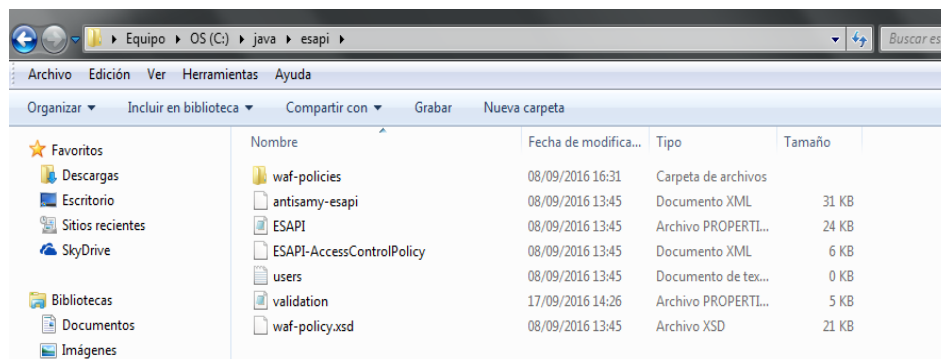 Equipo ▸ OS (C:) ▸ java ▸ esapi ▸ Buscar es
Archivo Edición Ver Herramientas Ayuda
Organizar ▾ Incluir en biblioteca ▾ Compartir con ▾ Grabar Nueva carpeta
Favoritos
Descargas
Escritorio
Sitios recientes
SkyDrive
Bibliotecas
Documentos
Imágenes
Nombre Fecha de modifica... Tipo Tamaño
waf-policies 08/09/2016 16:31 Carpeta de archivos
antisamy-esapi 08/09/2016 13:45 Documento XML 31 KB
ESAPI 08/09/2016 13:45 Archivo PROPERTI... 24 KB
ESAPI-AccessControlPolicy 08/09/2016 13:45 Documento XML 6 KB
users 08/09/2016 13:45 Documento de tex... 0 KB
validation 17/09/2016 14:26 Archivo PROPERTI... 5 KB
waf-policy.xsd 08/09/2016 13:45 Archivo XSD 21 KB